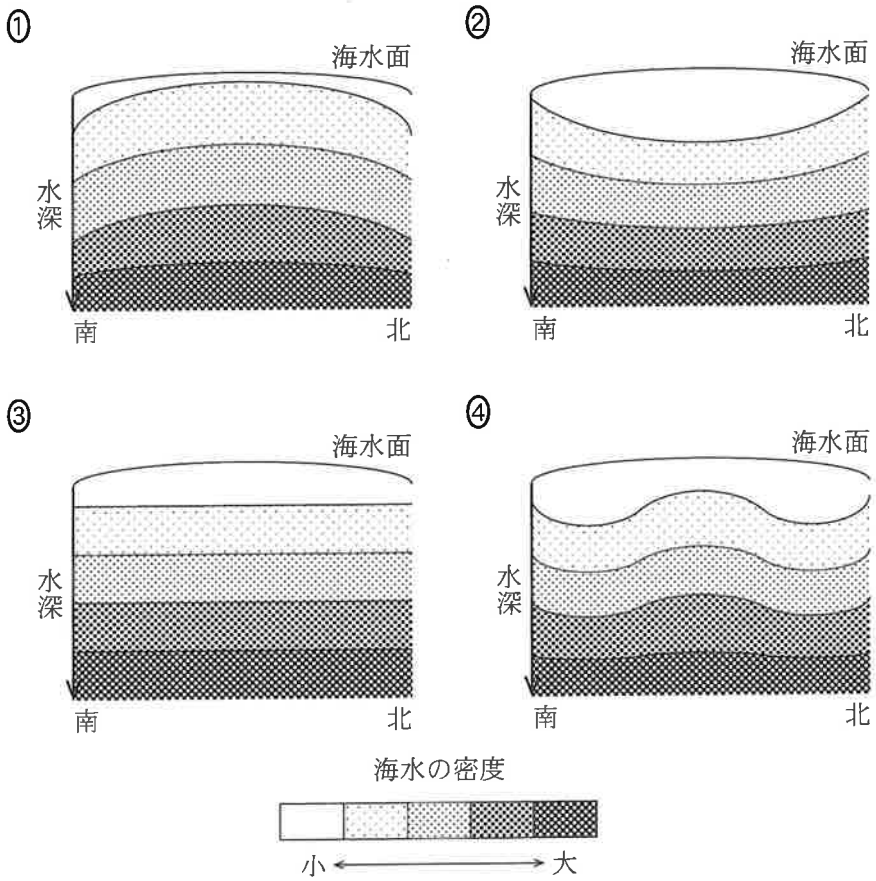 ①
海水面
水深
南
北
②
海水面
水深
南
北
③
海水面
水深
南
北
④
海水面
水深
南
北
海水の密度
小
大